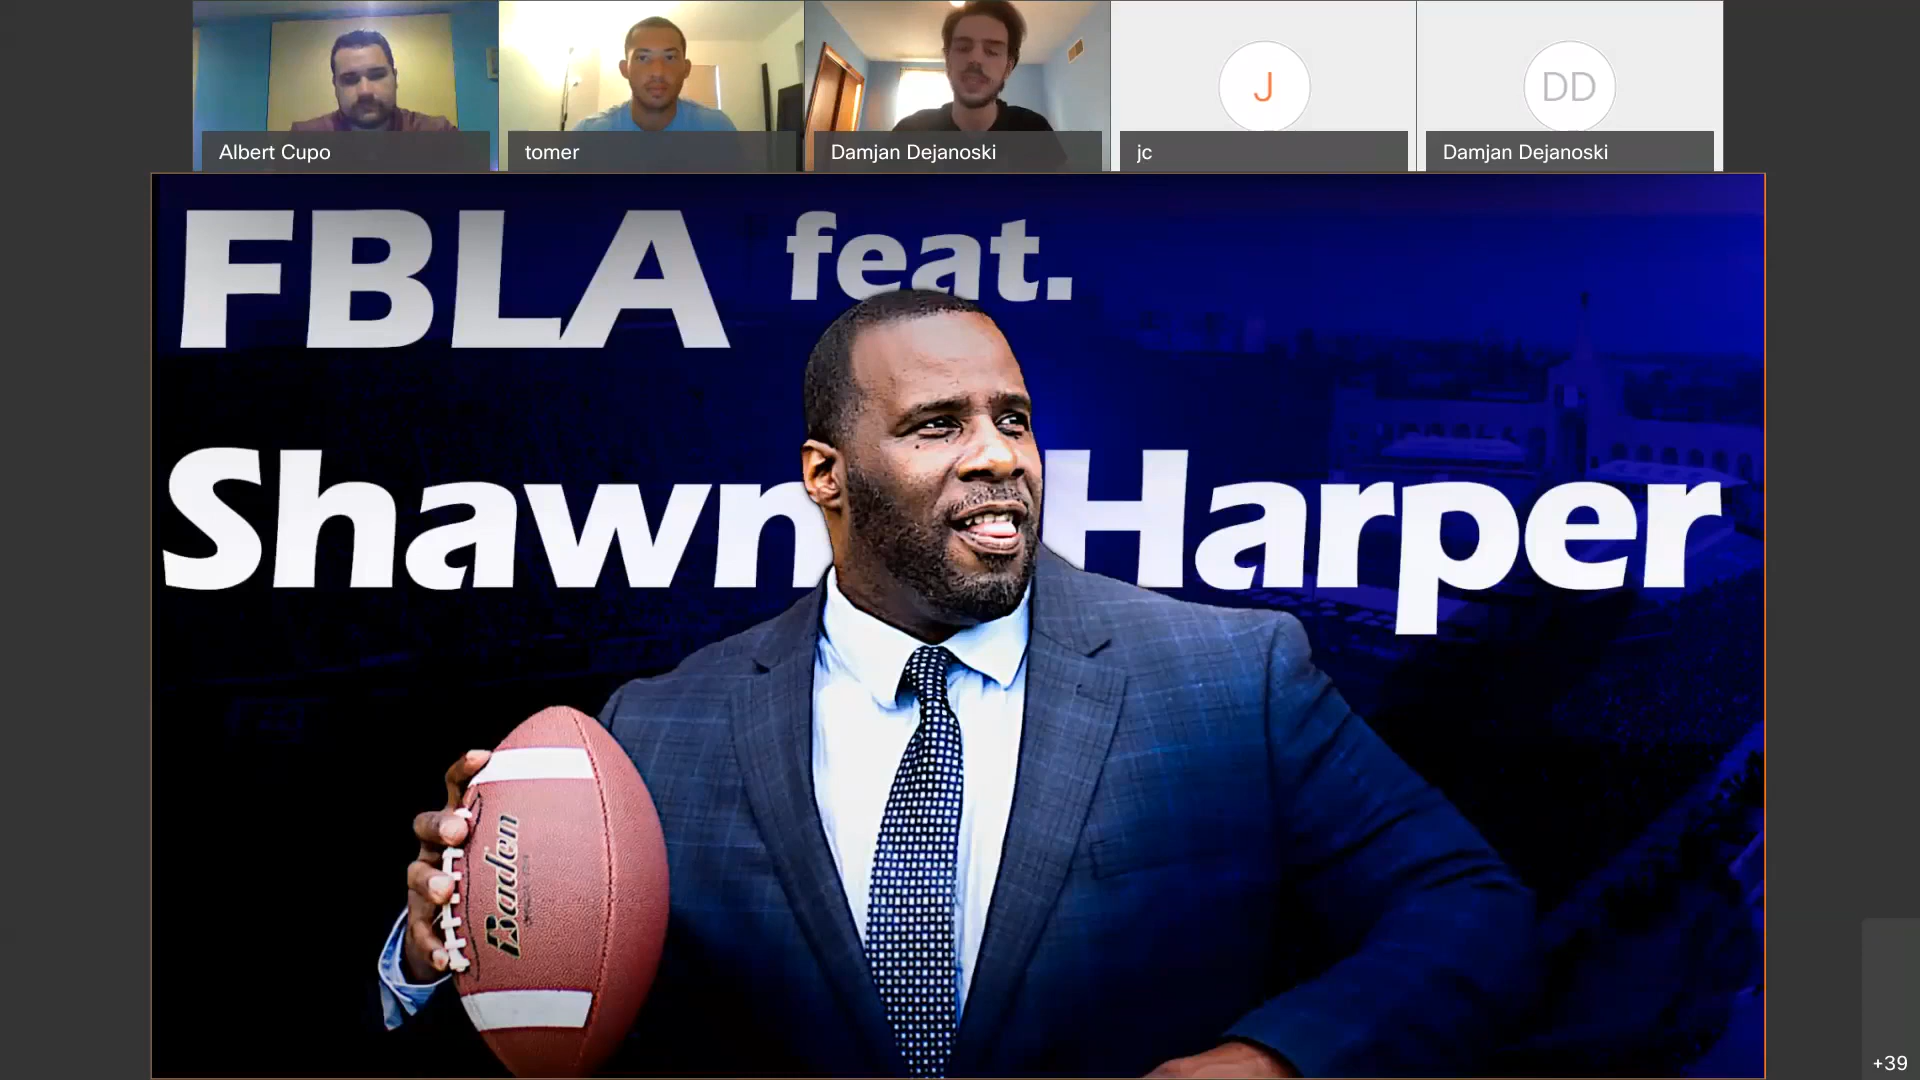 Albert Cupo
tomer
Damjan Dejanoski
J
jc
DD
Damjan Dejanoski
FBLA feat.
Shawn Harper
Baden
+39